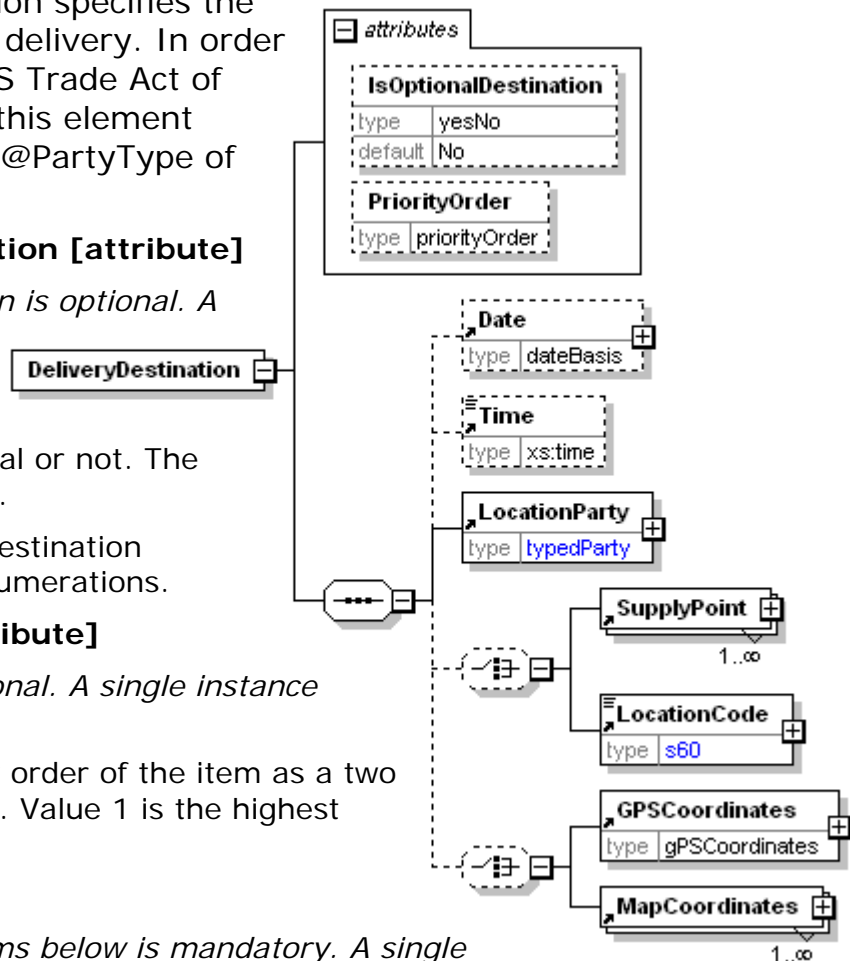 on specifies the
delivery. In order
S Trade Act of
this element
@PartyType of
tion [attribute]
n is optional. A
al or not. The
.
estination
umerations.
ribute]
onal. A single instance
order of the item as a two
. Value 1 is the highest
ms below is mandatory. A single
attributes
IsOptionalDestination
type yesNo
default No
PriorityOrder
type priorityOrder
DeliveryDestination
Date
type dateBasis
Time
type xs:time
LocationParty
type typedParty
SupplyPoint
1..∞
LocationCode
type s60
GPSCoordinates
type gPSCoordinates
MapCoordinates
1..∞